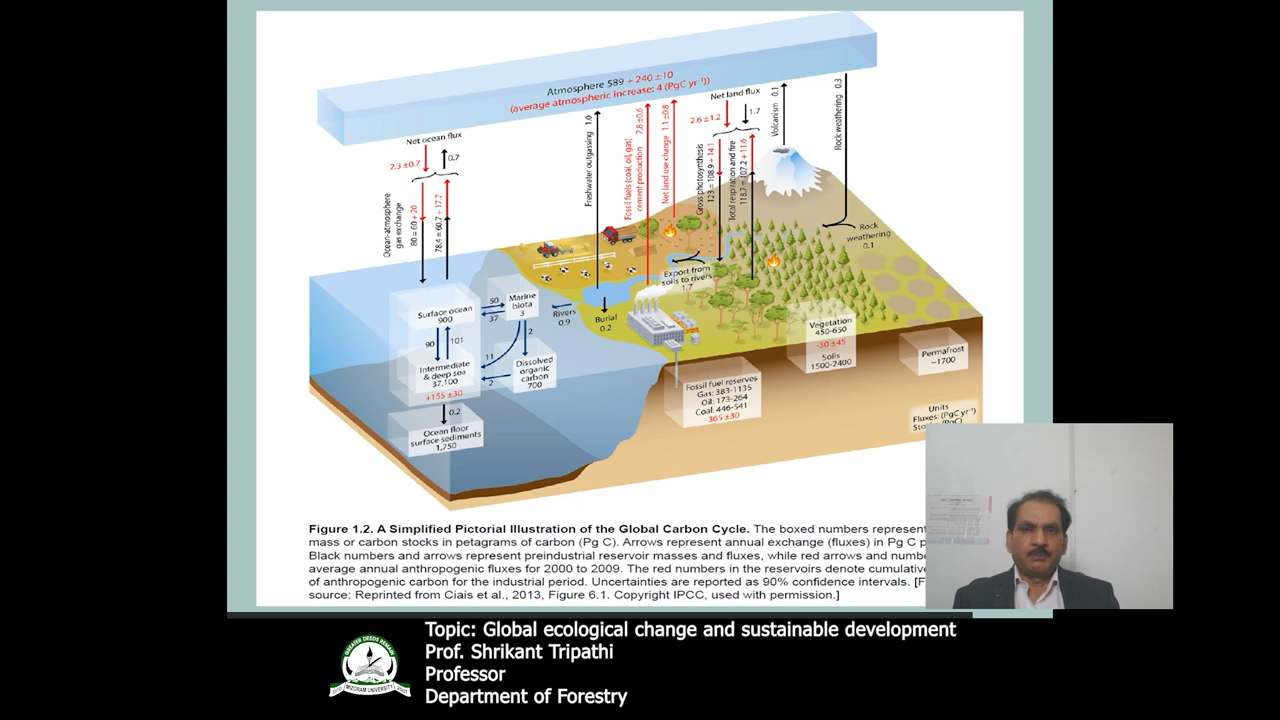 Atmosphere 589 + 240 ±10
(average atmospheric increase: 4 (PgC yr⁻¹))
Net ocean flux
2.3 ±0.7
0.7
Ocean-atmosphere
gas exchange
80 = 60 + 20
78.4 = 60.7 + 17.7
Freshwater outgassing 1.0
Fossil fuels (coal, oil, gas)
cement production 7.8 ±0.6
Net land use change 1.1 ±0.8
Net land flux
2.6 ±1.2
1.7
Gross photosynthesis
123 = 108.9 + 14.1
Total respiration and fire
118.7 = 107.2 + 11.6
Volcanism 0.1
Rock weathering 0.3
Rock
weathering
0.1
Export from
soils to rivers
1.7
Surface ocean
900
50
37
Marine
biota
3
Rivers
0.9
Burial
0.2
90
101
2
11
2
Intermediate
& deep sea
37,100
+155 ±30
Dissolved
organic
carbon
700
0.2
Ocean floor
surface sediments
1,750
Fossil fuel reserves
Gas: 383-1135
Oil: 173-264
Coal: 446-541
-365 ±30
Vegetation
450-650
-30 ±45
Soils
1500-2400
Permafrost
~1700
Units
Fluxes: (PgC yr⁻¹)
Figure 1.2. A Simplified Pictorial Illustration of the Global Carbon Cycle. The boxed numbers represent
mass or carbon stocks in petagrams of carbon (Pg C). Arrows represent annual exchange (fluxes) in Pg C
Black numbers and arrows represent preindustrial reservoir masses and fluxes, while red arrows and
average annual anthropogenic fluxes for 2000 to 2009. The red numbers in the reservoirs denote
of anthropogenic carbon for the industrial period. Uncertainties are reported as 90% confidence intervals.
source: Reprinted from Ciais et al., 2013, Figure 6.1. Copyright IPCC, used with permission.]
GREATER DEEDS REMAIN
MIZORAM UNIVERSITY
Topic: Global ecological change and sustainable development
Prof. Shrikant Tripathi
Professor
Department of Forestry